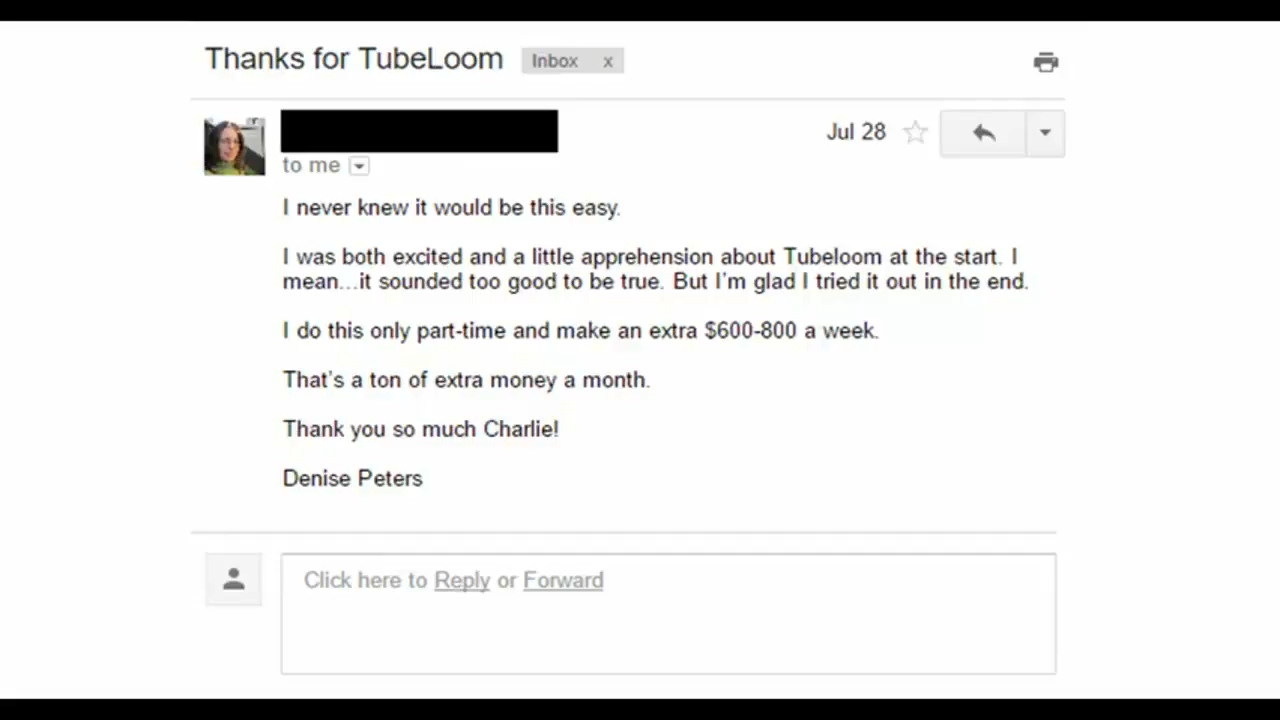 Thanks for TubeLoom Inbox x
Jul 28
to me
I never knew it would be this easy.
I was both excited and a little apprehension about Tubeloom at the start. I
mean...it sounded too good to be true. But I'm glad I tried it out in the end.
I do this only part-time and make an extra $600-800 a week.
That's a ton of extra money a month.
Thank you so much Charlie!
Denise Peters
Click here to Reply or Forward